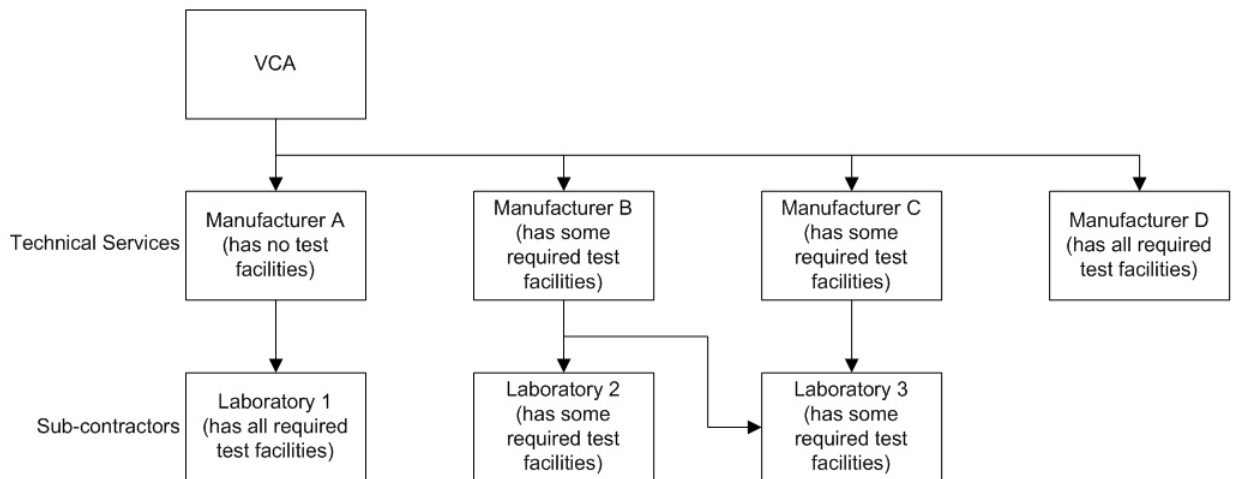 VCA
Technical Services
Manufacturer A
(has no test
facilities)
Manufacturer B
(has some
required test
facilities)
Manufacturer C
(has some
required test
facilities)
Manufacturer D
(has all required
test facilities)
Sub-contractors
Laboratory 1
(has all required
test facilities)
Laboratory 2
(has some
required test
facilities)
Laboratory 3
(has some
required test
facilities)